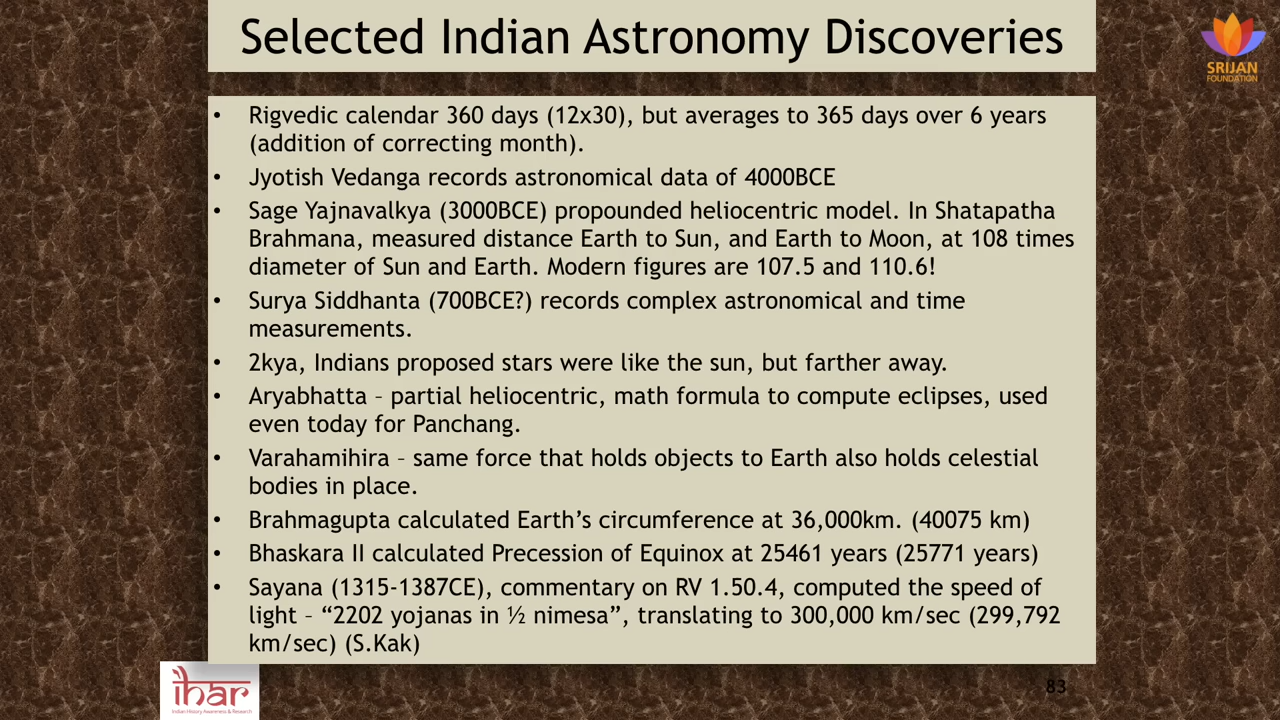 Selected Indian Astronomy Discoveries
SRIJAN
FOUNDATION
• Rigvedic calendar 360 days (12x30), but averages to 365 days over 6 years
(addition of correcting month).
• Jyotish Vedanga records astronomical data of 4000BCE
• Sage Yajnavalkya (3000BCE) propounded heliocentric model. In Shatapatha
Brahmana, measured distance Earth to Sun, and Earth to Moon, at 108 times
diameter of Sun and Earth. Modern figures are 107.5 and 110.6!
• Surya Siddhanta (700BCE?) records complex astronomical and time
measurements.
• 2kya, Indians proposed stars were like the sun, but farther away.
• Aryabhatta – partial heliocentric, math formula to compute eclipses, used
even today for Panchang.
• Varahamihira – same force that holds objects to Earth also holds celestial
bodies in place.
• Brahmagupta calculated Earth’s circumference at 36,000km. (40075 km)
• Bhaskara II calculated Precession of Equinox at 25461 years (25771 years)
• Sayana (1315-1387CE), commentary on RV 1.50.4, computed the speed of
light – “2202 yojanas in ½ nimesa”, translating to 300,000 km/sec (299,792
km/sec) (S.Kak)
ihar
Indian History Awareness & Research
83